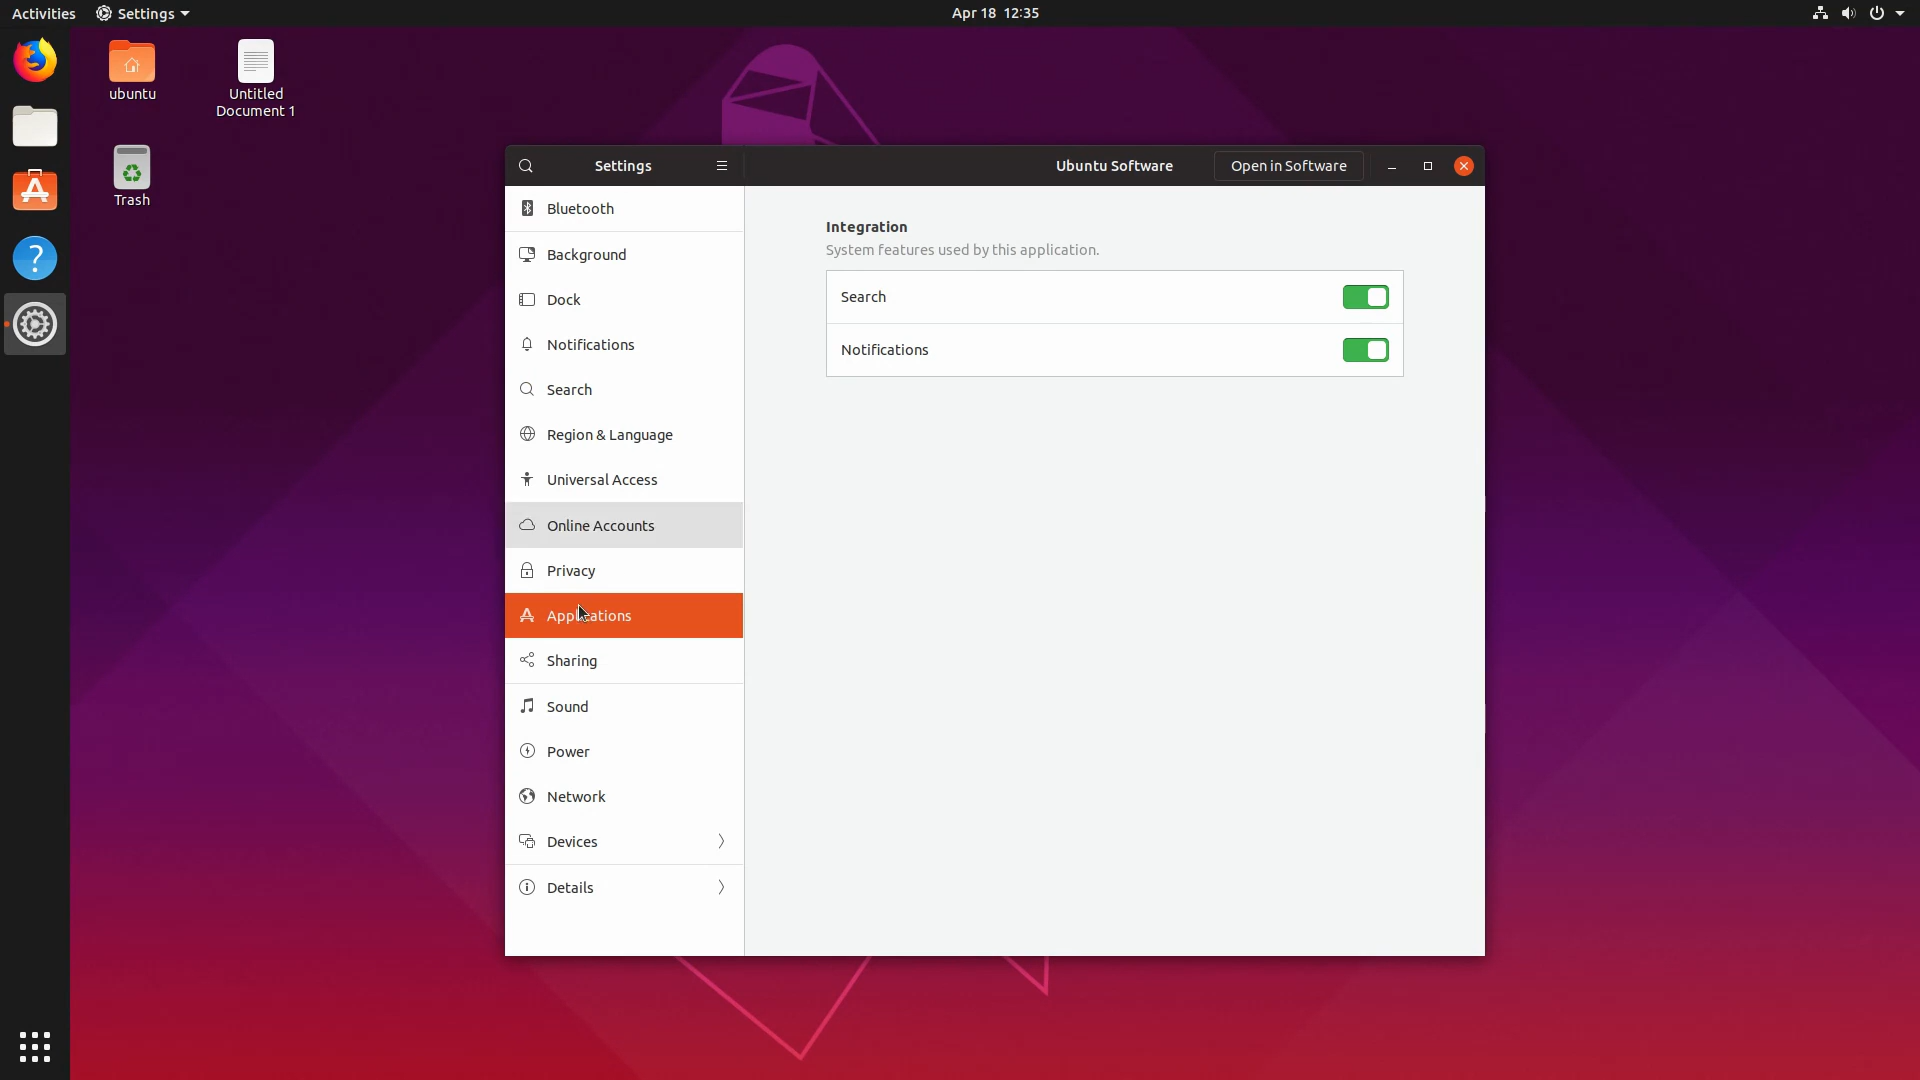 Activities
Settings
Apr 18 12:35
ubuntu
Untitled
Document 1
Trash
Settings
Ubuntu Software
Open in Software
Bluetooth
Background
Dock
Notifications
Search
Region & Language
Universal Access
Online Accounts
Privacy
Applications
Sharing
Sound
Power
Network
Devices
Details
Integration
System features used by this application.
Search
Notifications